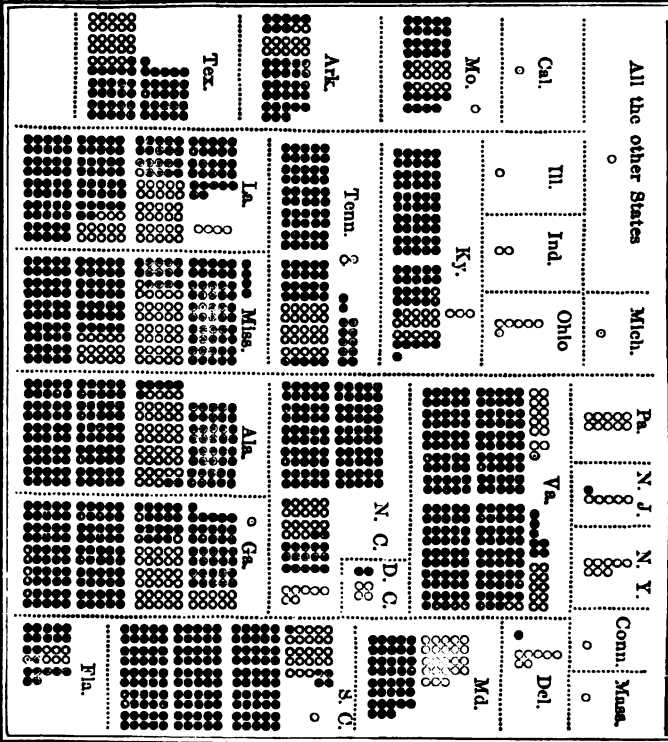 All the other States
Mich.
Pa.
N. J.
N. Y.
Conn.
Mass.
Cal.
Ill.
Ind.
Ohio
Va.
Del.
Mo.
Ky.
D. C.
Md.
Ark.
Tenn.
N. C.
S. C.
Tex.
La.
Miss.
Ala.
Ga.
Fla.